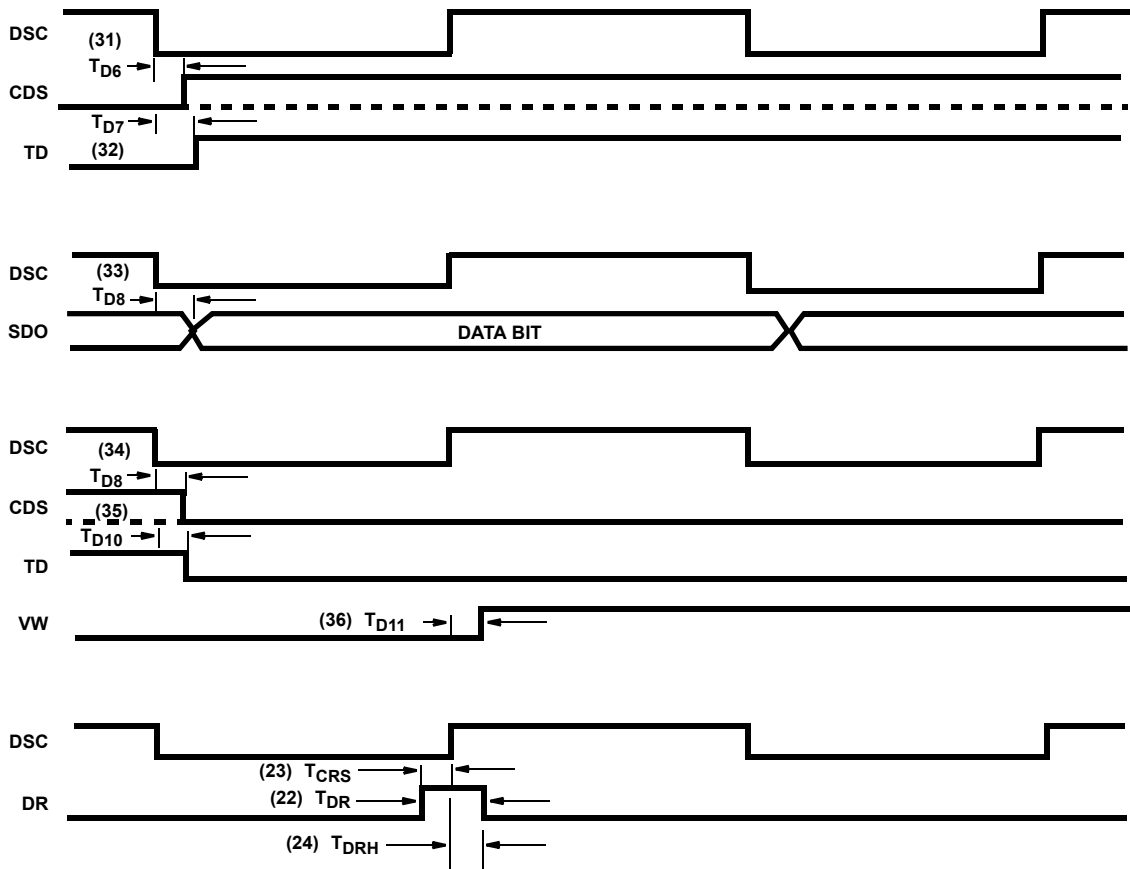 DSC
(31)
TD6
CDS
TD7
TD
(32)
DSC
(33)
TD8
SDO
DATA BIT
DSC
(34)
TD8
CDS
(35)
TD10
TD
VW
(36) TD11
DSC
(23) TCRS
DR
(22) TDR
(24) TDRH